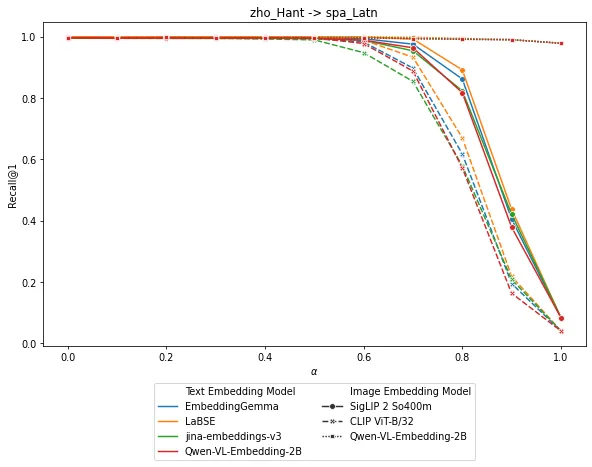 zho_Hant -> spa_Latn
1.0
0.8
0.6
0.4
0.2
0.0
Recall@1
0.0 0.2 0.4 0.6 0.8 1.0
α
Text Embedding Model Image Embedding Model
EmbeddingGemma SigLIP 2 So400m
LaBSE CLIP ViT-B/32
jina-embeddings-v3 Qwen-VL-Embedding-2B
Qwen-VL-Embedding-2B